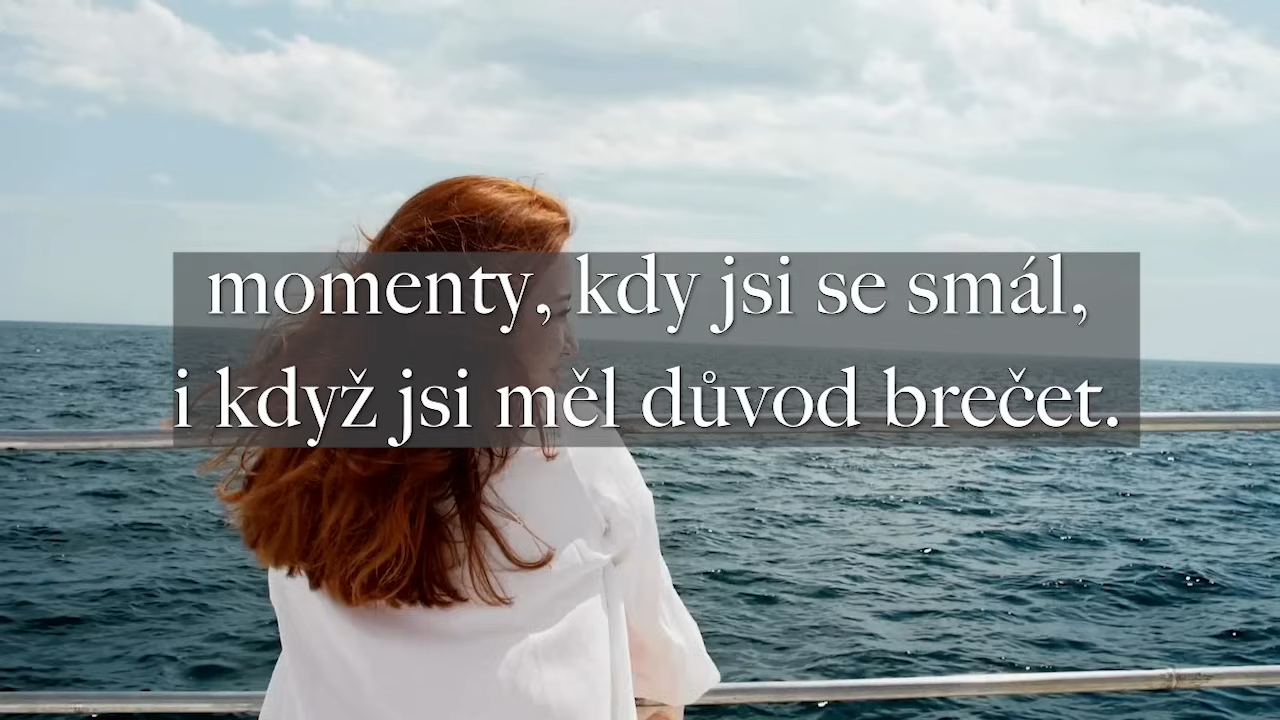 momenty, kdy jsi se smál,
i když jsi měl důvod brečet.